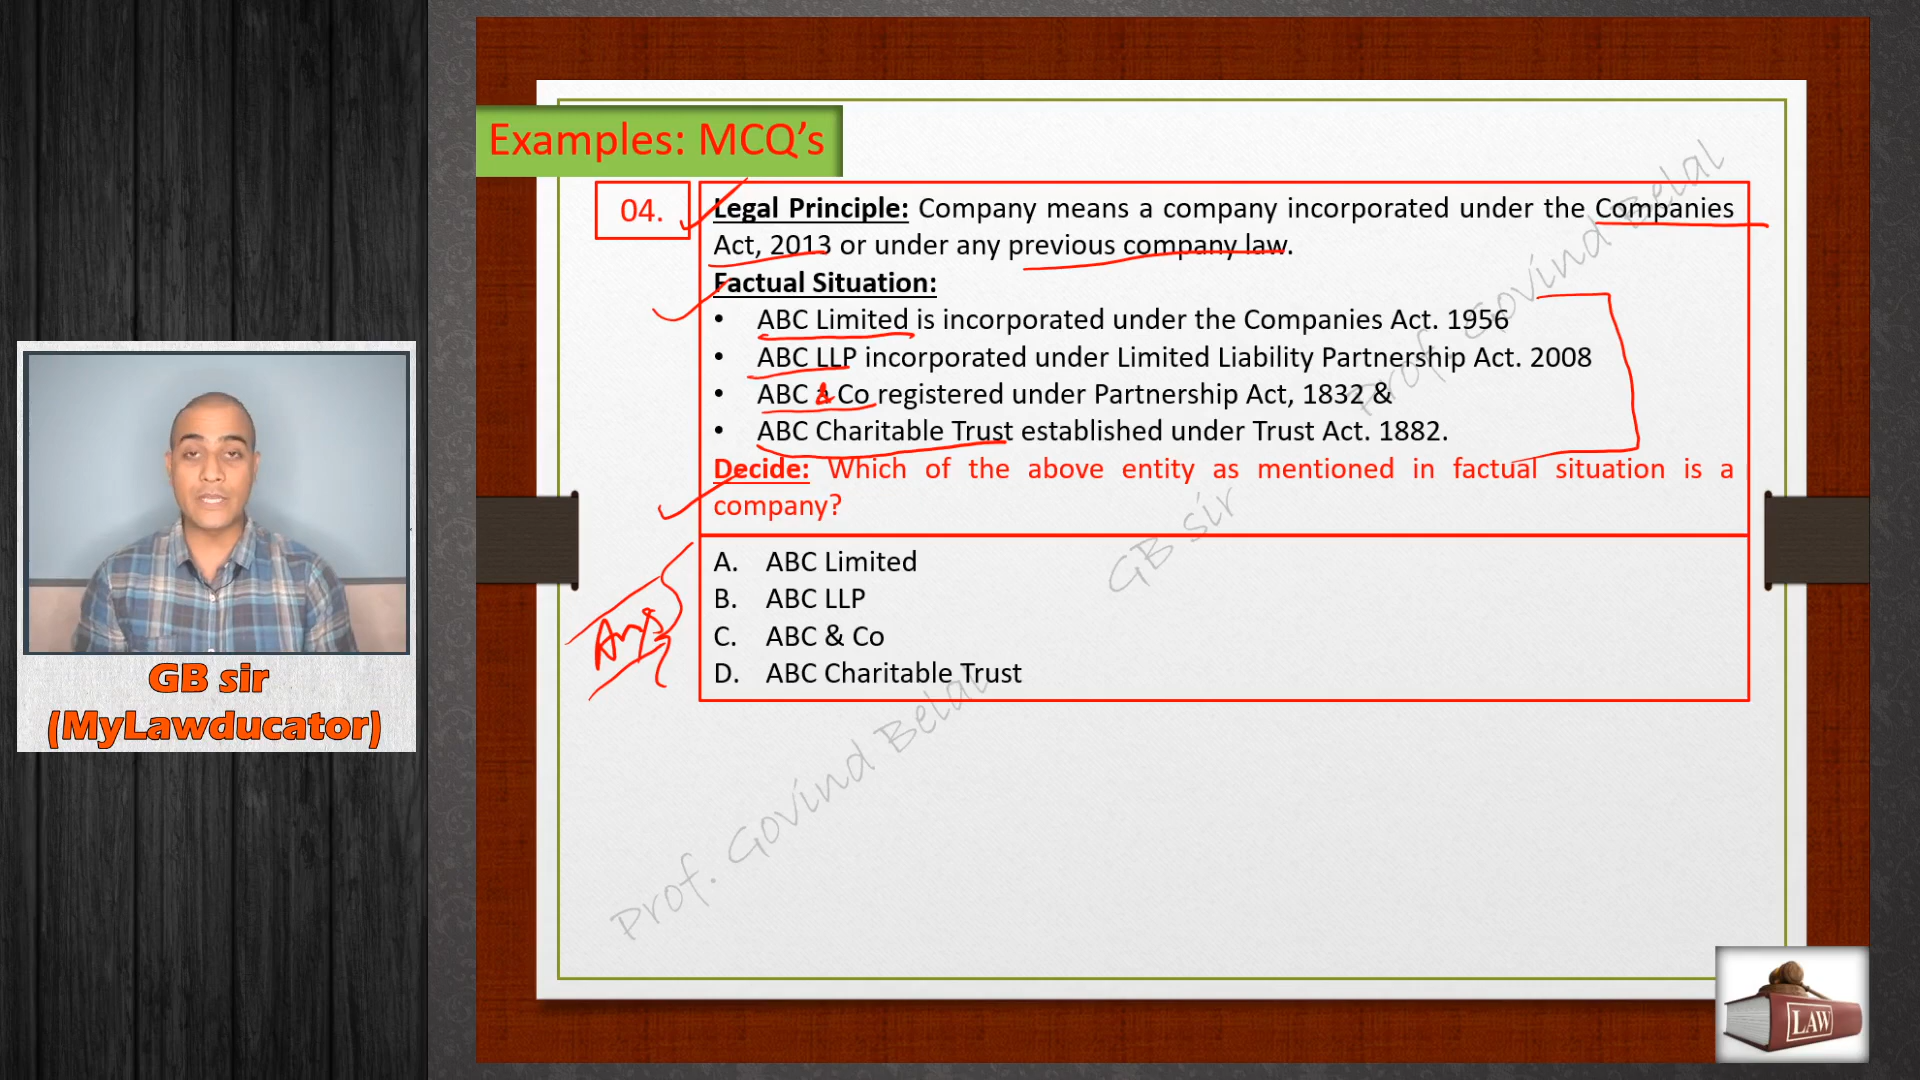 Examples: MCQ’s
04.
Legal Principle: Company means a company incorporated under the Companies
Act, 2013 or under any previous company law.
Factual Situation:
• ABC Limited is incorporated under the Companies Act. 1956
• ABC LLP incorporated under Limited Liability Partnership Act. 2008
• ABC & Co registered under Partnership Act, 1832 &
• ABC Charitable Trust established under Trust Act. 1882.
Decide: Which of the above entity as mentioned in factual situation is a
company?
Ans
A. ABC Limited
B. ABC LLP
C. ABC & Co
D. ABC Charitable Trust
GB sir
(MyLawducator)
Prof. Govind Belal
GB sir
Prof. Govind Belal
LAW